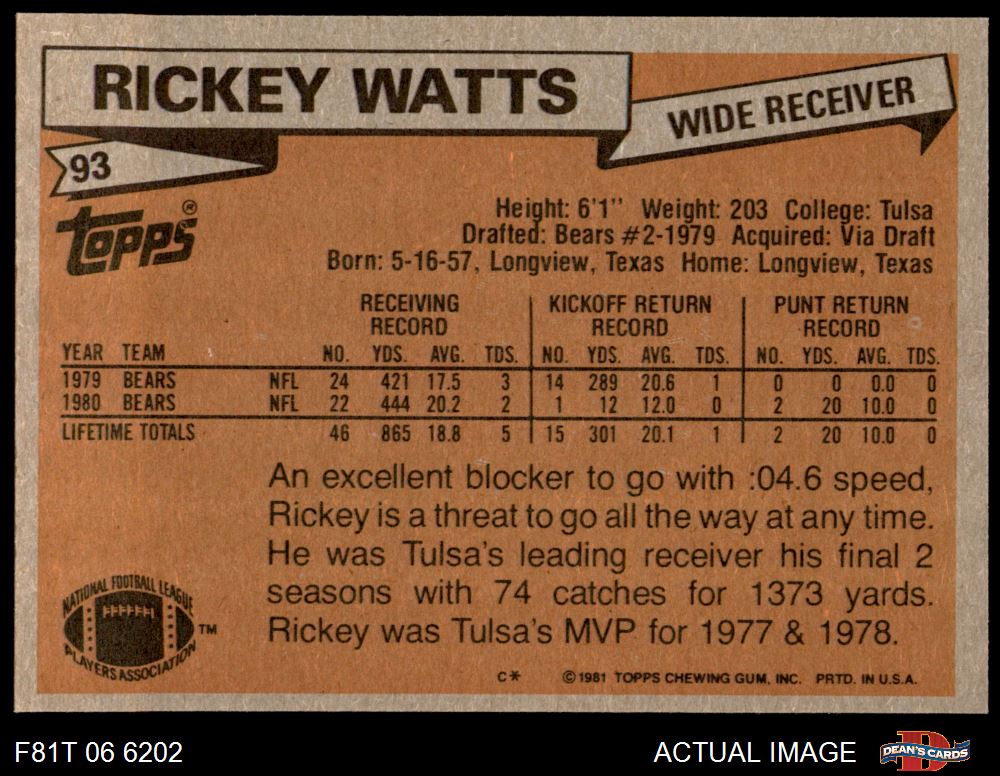 RICKEY WATTS
WIDE RECEIVER
93
Topps®
Height: 6'1" Weight: 203 College: Tulsa
Drafted: Bears #2-1979 Acquired: Via Draft
Born: 5-16-57, Longview, Texas Home: Longview, Texas
RECEIVING RECORD KICKOFF RETURN RECORD PUNT RETURN RECORD
YEAR TEAM NO. YDS. AVG. TDS. NO. YDS. AVG. TDS. NO. YDS. AVG. TDS.
1979 BEARS NFL 24 421 17.5 3 14 289 20.6 1 0 0 0.0 0
1980 BEARS NFL 22 444 20.2 2 1 12 12.0 0 2 20 10.0 0
LIFETIME TOTALS 46 865 18.8 5 15 301 20.1 1 2 20 10.0 0
An excellent blocker to go with :04.6 speed,
Rickey is a threat to go all the way at any time.
He was Tulsa's leading receiver his final 2
seasons with 74 catches for 1373 yards.
Rickey was Tulsa's MVP for 1977 & 1978.
NATIONAL FOOTBALL LEAGUE
PLAYERS ASSOCIATION
™
C* ©1981 TOPPS CHEWING GUM, INC. PRTD. IN U.S.A.
F81T 06 6202
ACTUAL IMAGE
D
DEAN'S CARDS